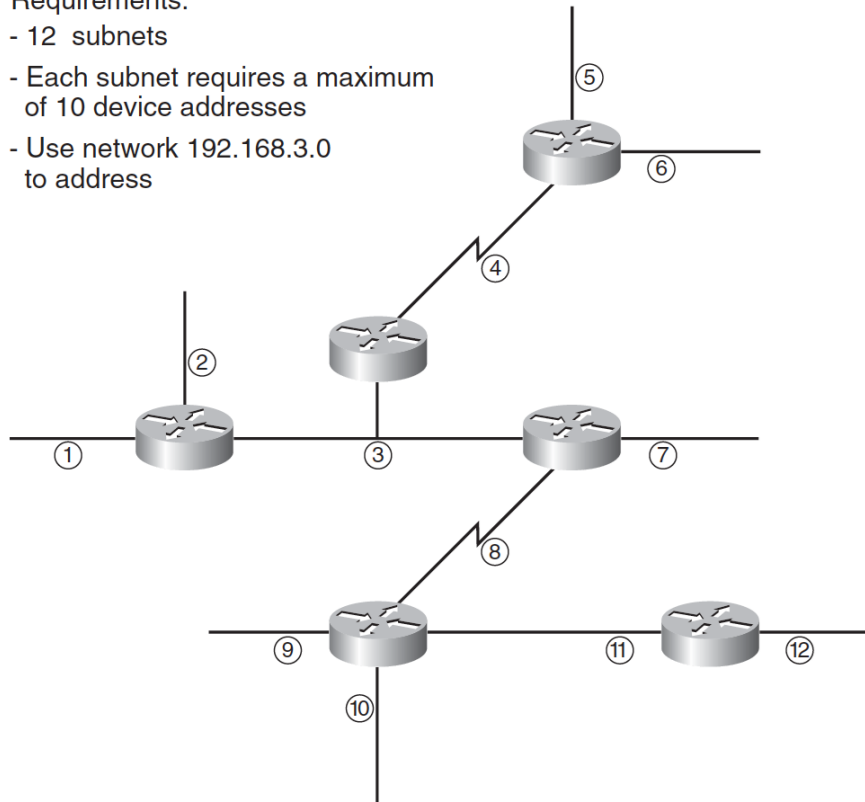 Requirements:
- 12 subnets
- Each subnet requires a maximum
of 10 device addresses
- Use network 192.168.3.0
to address
5
6
4
2
1
3
7
8
9
11
12
10